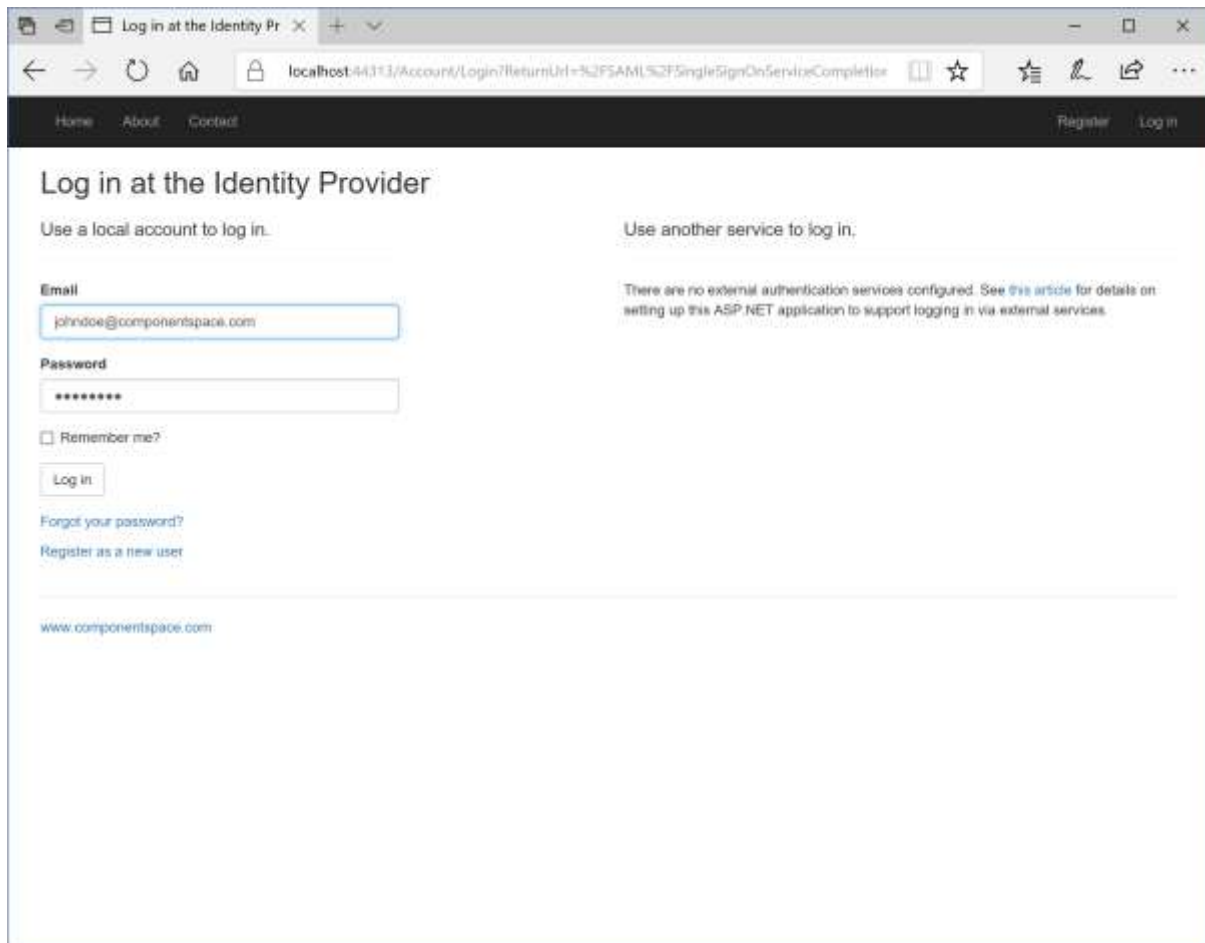 Log in at the Identity Pr
localhost:44313/Account/Login?ReturnUrl=%2FSAML%2FSingleSignOnServiceCompletion
Home About Contact Register Log in
Log in at the Identity Provider
Use a local account to log in.
Use another service to log in.
Email
johndoe@componentspace.com
There are no external authentication services configured. See this article for details on
setting up this ASP.NET application to support logging in via external services.
Password
••••••••
Remember me?
Log in
Forgot your password?
Register as a new user
www.componentspace.com